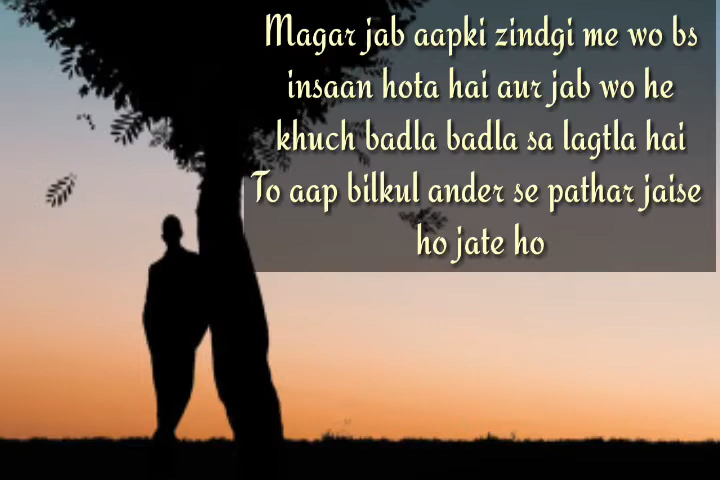 Magar jab aapki zindgi me wo bs
insaan hota hai aur jab wo he
khuch badla badla sa lagtla hai
To aap bilkul ander se pathar jaise
ho jate ho